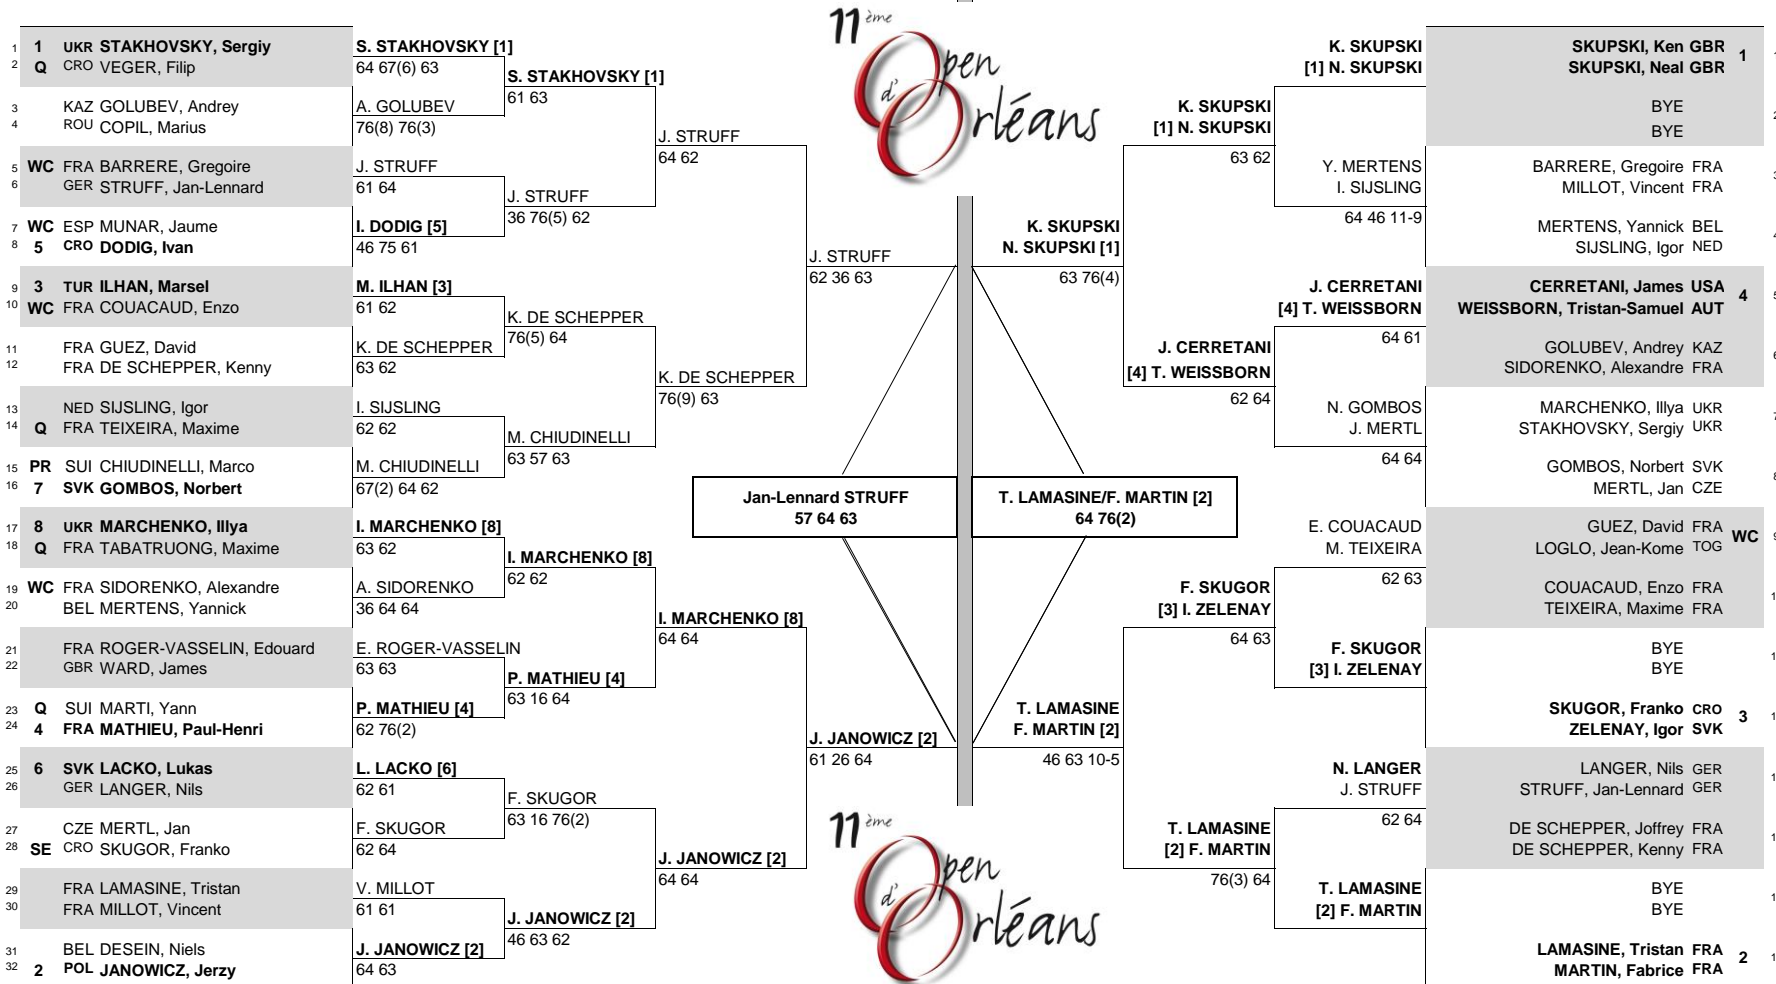 11ème Open d'Orléans
1 1 UKR STAKHOVSKY, Sergiy
2 Q CRO VEGER, Filip
3 KAZ GOLUBEV, Andrey
4 ROU COPIL, Marius
5 WC FRA BARRERE, Gregoire
6 GER STRUFF, Jan-Lennard
7 WC ESP MUNAR, Jaume
8 5 CRO DODIG, Ivan
9 3 TUR ILHAN, Marsel
10 WC FRA COUACAUD, Enzo
11 FRA GUEZ, David
12 FRA DE SCHEPPER, Kenny
13 NED SIJSLING, Igor
14 Q FRA TEIXEIRA, Maxime
15 PR SUI CHIUDINELLI, Marco
16 7 SVK GOMBOS, Norbert
17 8 UKR MARCHENKO, Illya
18 Q FRA TABATRUONG, Maxime
19 WC FRA SIDORENKO, Alexandre
20 BEL MERTENS, Yannick
21 FRA ROGER-VASSELIN, Edouard
22 GBR WARD, James
23 Q SUI MARTI, Yann
24 4 FRA MATHIEU, Paul-Henri
25 6 SVK LACKO, Lukas
26 GER LANGER, Nils
27 CZE MERTL, Jan
28 SE CRO SKUGOR, Franko
29 FRA LAMASINE, Tristan
30 FRA MILLOT, Vincent
31 BEL DESEIN, Niels
32 2 POL JANOWICZ, Jerzy
S. STAKHOVSKY [1]
64 67(6) 63
A. GOLUBEV
76(8) 76(3)
J. STRUFF
61 64
I. DODIG [5]
46 75 61
M. ILHAN [3]
61 62
K. DE SCHEPPER
63 62
I. SIJSLING
62 62
M. CHIUDINELLI
67(2) 64 62
I. MARCHENKO [8]
63 62
A. SIDORENKO
36 64 64
E. ROGER-VASSELIN
63 63
P. MATHIEU [4]
62 76(2)
L. LACKO [6]
62 61
F. SKUGOR
62 64
V. MILLOT
61 61
J. JANOWICZ [2]
64 63
S. STAKHOVSKY [1]
61 63
J. STRUFF
36 76(5) 62
K. DE SCHEPPER
76(5) 64
M. CHIUDINELLI
63 57 63
I. MARCHENKO [8]
62 62
P. MATHIEU [4]
63 16 64
F. SKUGOR
63 16 76(2)
J. JANOWICZ [2]
46 63 62
J. STRUFF
64 62
K. DE SCHEPPER
76(9) 63
I. MARCHENKO [8]
64 64
J. JANOWICZ [2]
64 64
J. STRUFF
62 36 63
J. JANOWICZ [2]
61 26 64
Jan-Lennard STRUFF
57 64 63
T. LAMASINE/F. MARTIN [2]
64 76(2)
K. SKUPSKI
N. SKUPSKI [1]
63 76(4)
T. LAMASINE
F. MARTIN [2]
46 63 10-5
K. SKUPSKI
[1] N. SKUPSKI
63 62
J. CERRETANI
[4] T. WEISSBORN
62 64
F. SKUGOR
[3] I. ZELENAY
64 63
T. LAMASINE
[2] F. MARTIN
76(3) 64
K. SKUPSKI
[1] N. SKUPSKI
Y. MERTENS
I. SIJSLING
64 46 11-9
J. CERRETANI
[4] T. WEISSBORN
64 61
N. GOMBOS
J. MERTL
64 64
E. COUACAUD
M. TEIXEIRA
62 63
F. SKUGOR
[3] I. ZELENAY
N. LANGER
J. STRUFF
62 64
T. LAMASINE
[2] F. MARTIN
SKUPSKI, Ken GBR
SKUPSKI, Neal GBR
1
BYE
BYE
BARRERE, Gregoire FRA
MILLOT, Vincent FRA
MERTENS, Yannick BEL
SIJSLING, Igor NED
CERRETANI, James USA
WEISSBORN, Tristan-Samuel AUT
4
GOLUBEV, Andrey KAZ
SIDORENKO, Alexandre FRA
MARCHENKO, Illya UKR
STAKHOVSKY, Sergiy UKR
GOMBOS, Norbert SVK
MERTL, Jan CZE
GUEZ, David FRA
LOGLO, Jean-Kome TOG
WC
COUACAUD, Enzo FRA
TEIXEIRA, Maxime FRA
BYE
BYE
SKUGOR, Franko CRO
ZELENAY, Igor SVK
3
LANGER, Nils GER
STRUFF, Jan-Lennard GER
DE SCHEPPER, Joffrey FRA
DE SCHEPPER, Kenny FRA
BYE
BYE
LAMASINE, Tristan FRA
MARTIN, Fabrice FRA
2
11ème Open d'Orléans